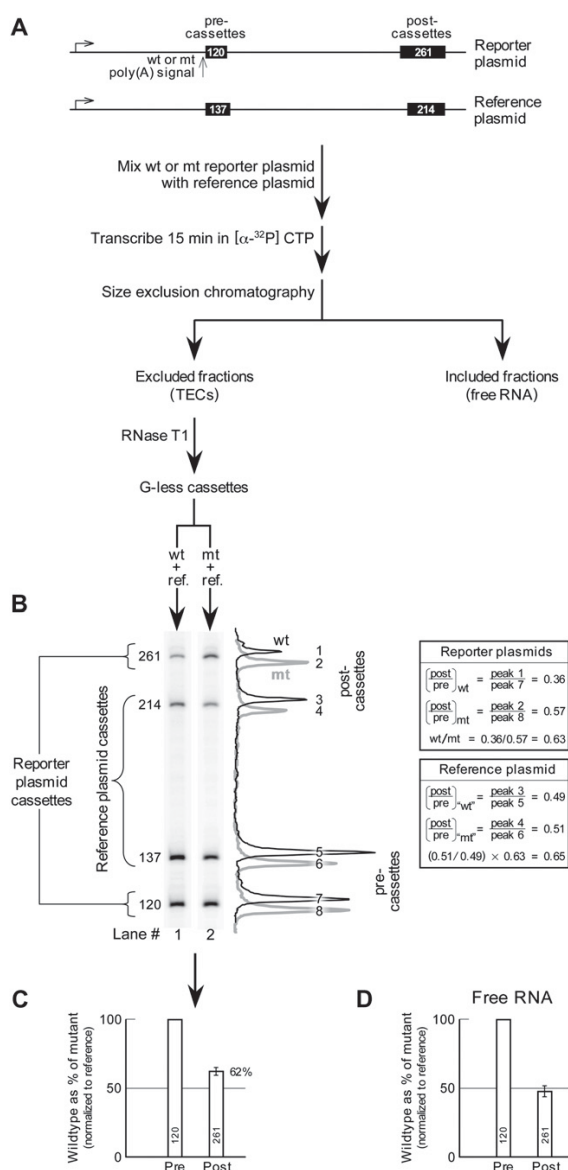 A
pre-
cassettes
post-
cassettes
120
261
Reporter
plasmid
wt or mt
poly(A) signal
137
214
Reference
plasmid
Mix wt or mt reporter plasmid
with reference plasmid
Transcribe 15 min in [α-³²P] CTP
Size exclusion chromatography
Excluded fractions
(TECs)
Included fractions
(free RNA)
RNase T1
G-less cassettes
wt
+
ref.
mt
+
ref.
B
261
214
137
120
Reporter
plasmid
cassettes
Reference plasmid cassettes
Lane # 1 2
wt
mt
1
2
3
4
5
6
7
8
post-
cassettes
pre-
cassettes
Reporter plasmids
(post/pre)wt = peak 1/peak 7 = 0.36
(post/pre)mt = peak 2/peak 8 = 0.57
wt/mt = 0.36/0.57 = 0.63
Reference plasmid
(post/pre)"wt" = peak 3/peak 5 = 0.49
(post/pre)"mt" = peak 4/peak 6 = 0.51
(0.51/0.49) × 0.63 = 0.65
C
Wildtype as % of mutant
(normalized to reference)
100
50
0
62%
120
261
Pre Post
D
Free RNA
Wildtype as % of mutant
(normalized to reference)
100
50
0
120
261
Pre Post